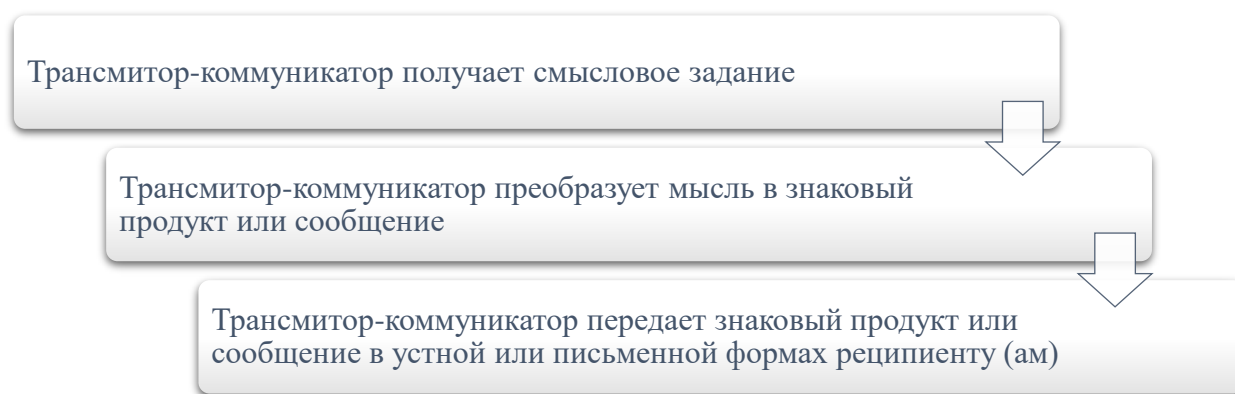 Трансмитор-коммуникатор получает смысловое задание
Трансмитор-коммуникатор преобразует мысль в знаковый
продукт или сообщение
Трансмитор-коммуникатор передает знаковый продукт или
сообщение в устной или письменной формах реципиенту (ам)